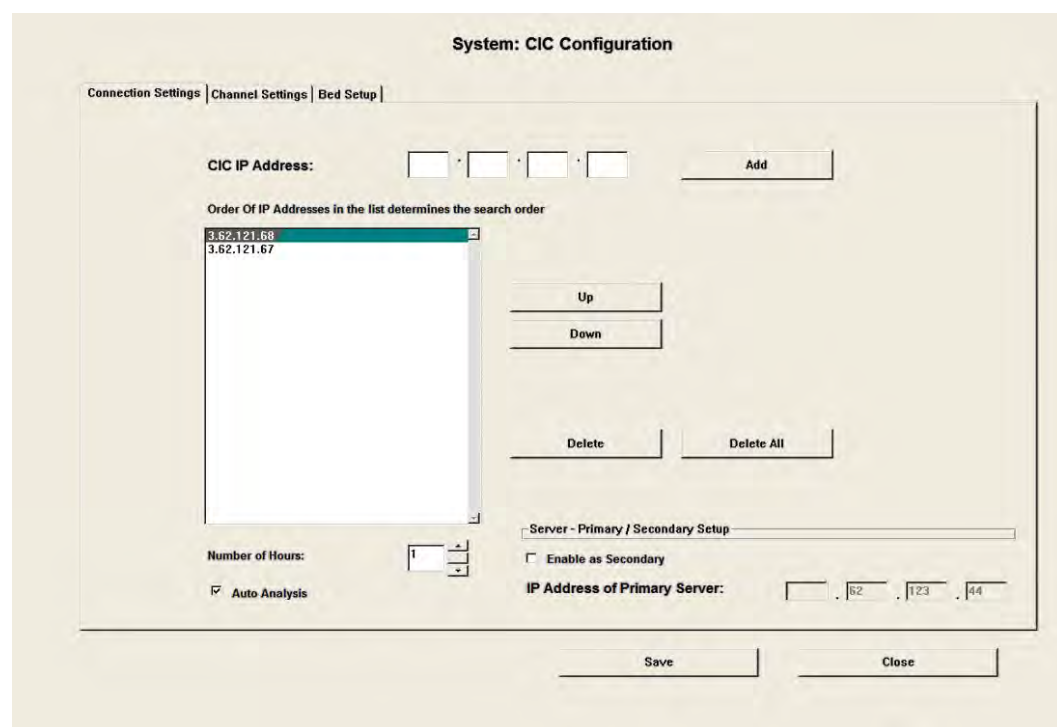 System: CIC Configuration
Connection Settings Channel Settings Bed Setup
CIC IP Address: . . . Add
Order Of IP Addresses in the list determines the search order
3.62.121.68
3.62.121.67
Up
Down
Delete Delete All
Server - Primary / Secondary Setup
Number of Hours: 1
Enable as Secondary
Auto Analysis
IP Address of Primary Server: . 62 . 123 . 44
Save Close